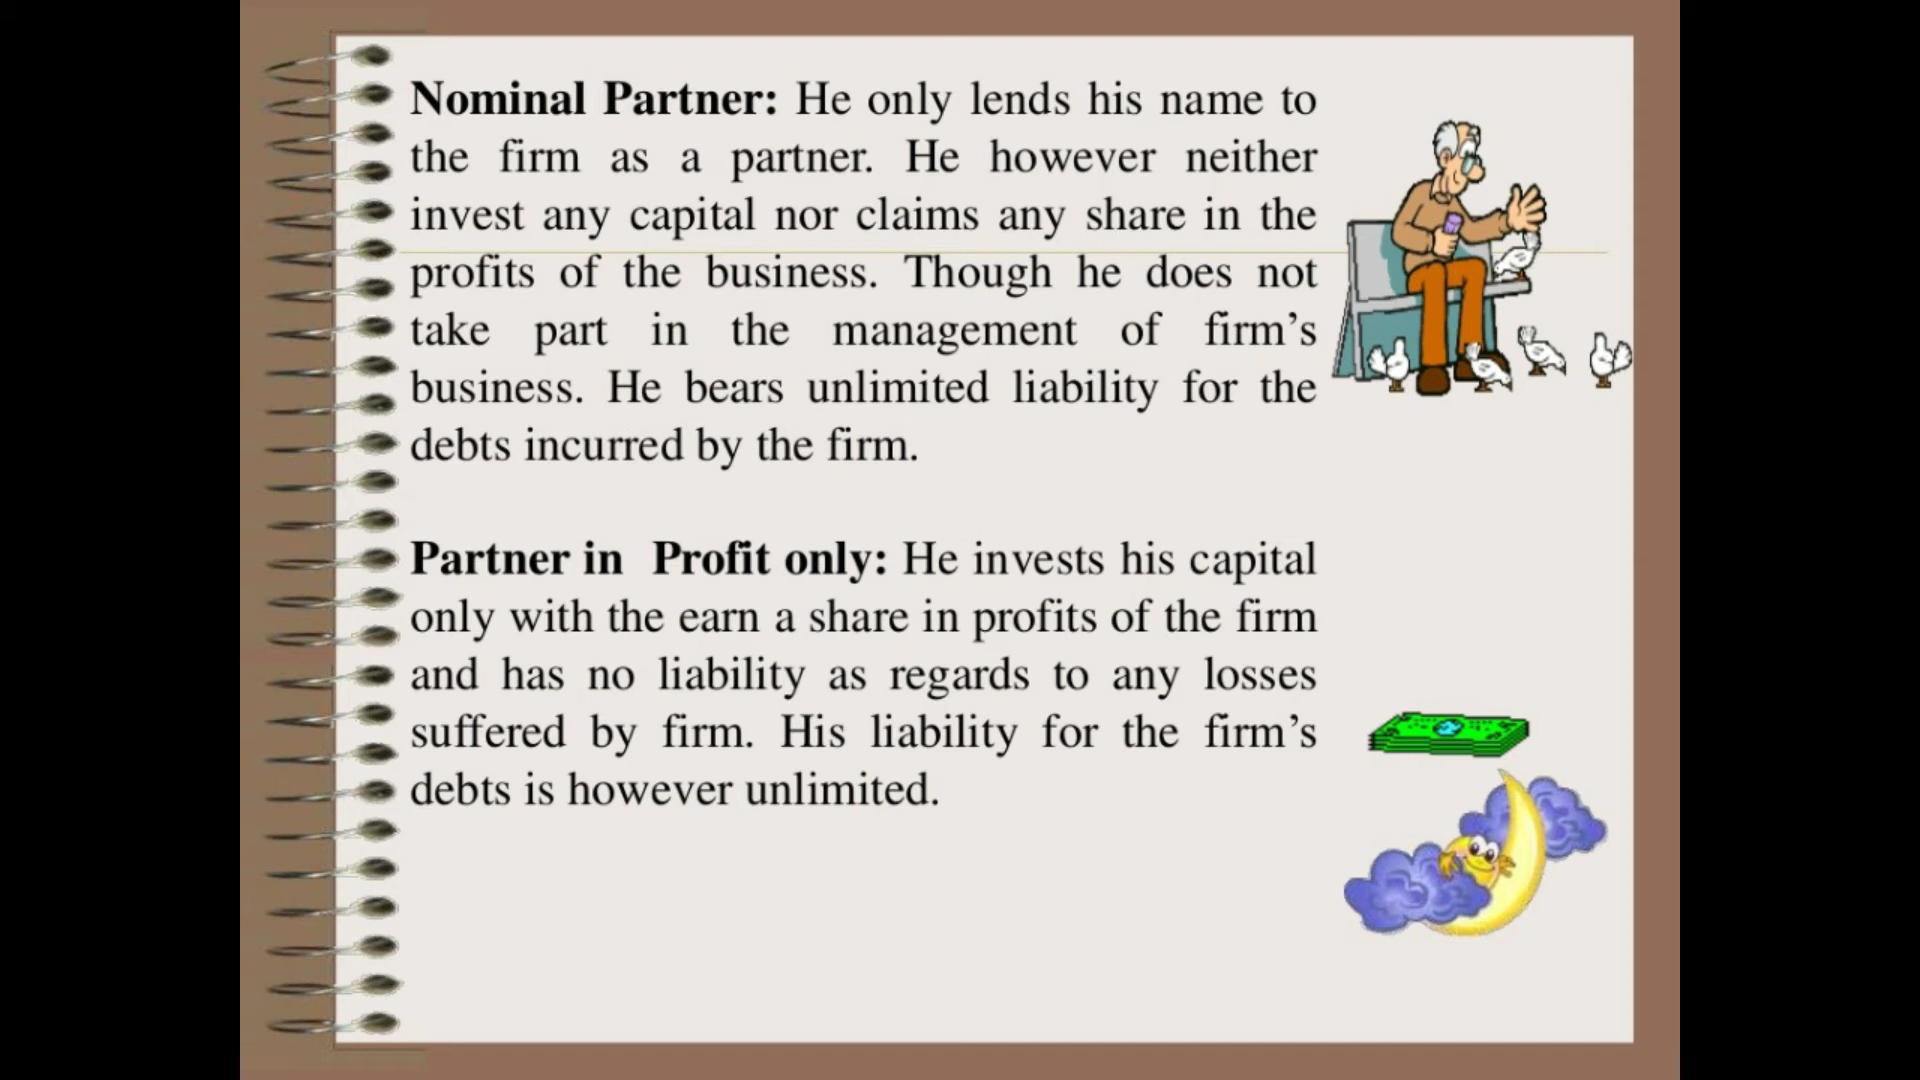 Nominal Partner: He only lends his name to
the firm as a partner. He however neither
invest any capital nor claims any share in the
profits of the business. Though he does not
take part in the management of firm’s
business. He bears unlimited liability for the
debts incurred by the firm.
Partner in Profit only: He invests his capital
only with the earn a share in profits of the firm
and has no liability as regards to any losses
suffered by firm. His liability for the firm’s
debts is however unlimited.